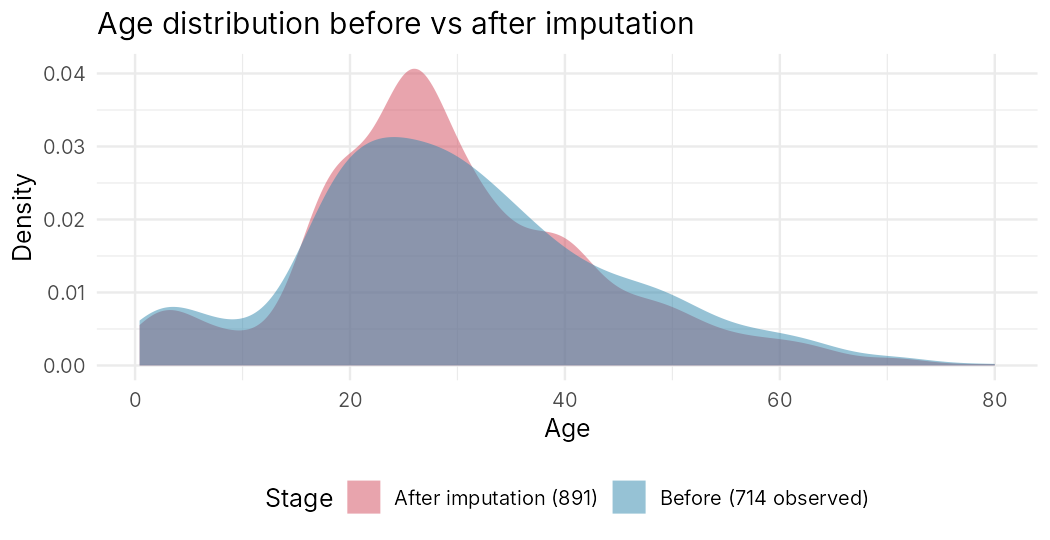 Age distribution before vs after imputation
0.04
0.03
0.02
0.01
0.00
Density
0 20 40 60 80
Age
Stage After imputation (891) Before (714 observed)